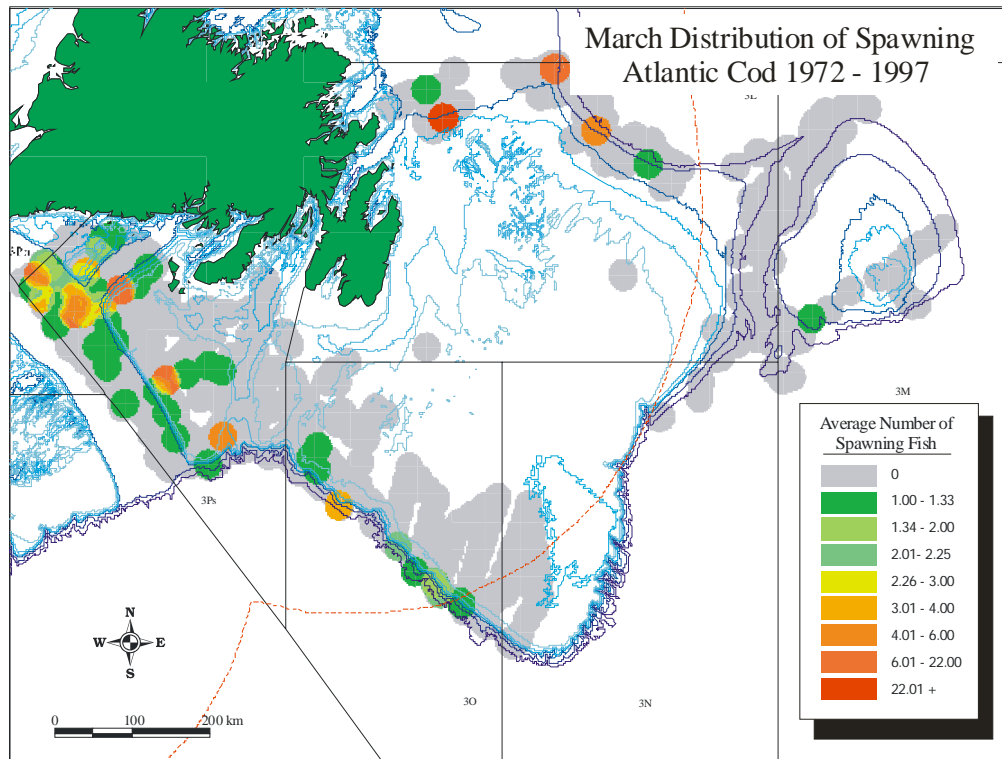 March Distribution of Spawning
Atlantic Cod 1972 - 1997
3L
3Pn
3M
3Ps
3O
3N
Average Number of
Spawning Fish
0
1.00 - 1.33
1.34 - 2.00
2.01- 2.25
2.26 - 3.00
3.01 - 4.00
4.01 - 6.00
6.01 - 22.00
22.01 +
N
W E
S
0 100 200 km